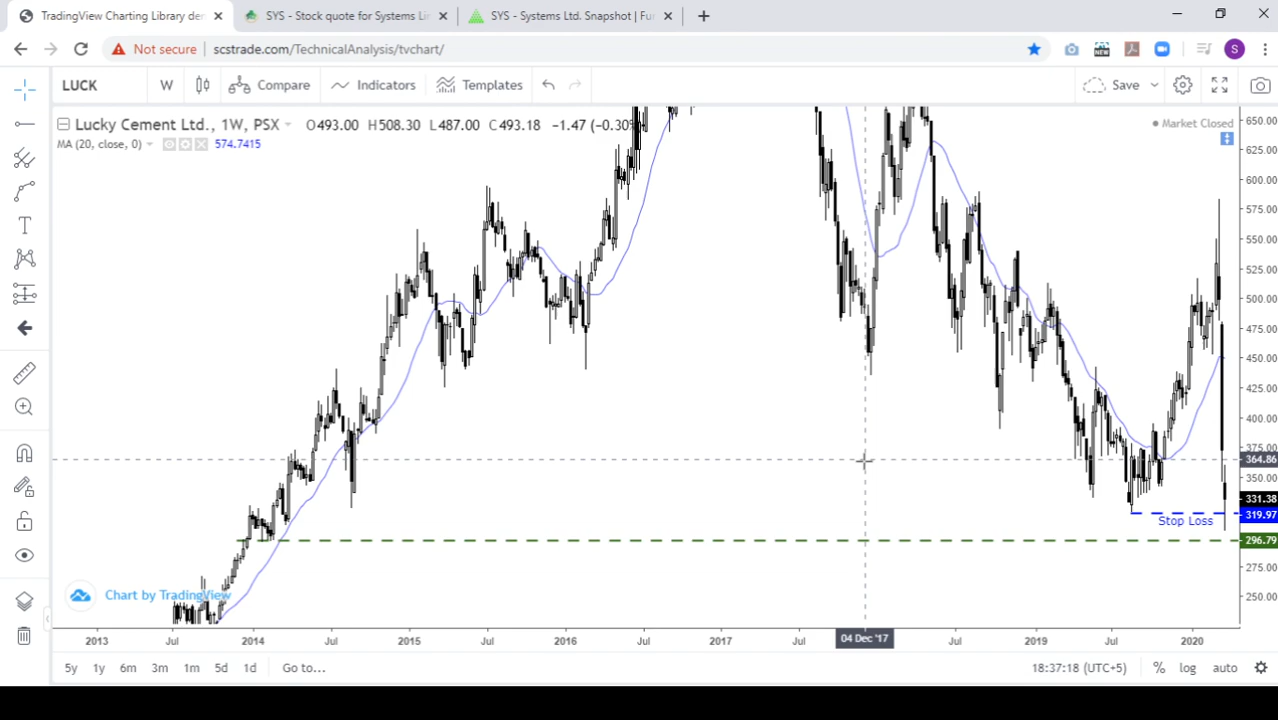 TradingView Charting Library der
SYS - Stock quote for Systems Lir
SYS - Systems Ltd. Snapshot | Fur
Not secure
scstrade.com/TechnicalAnalysis/tvchart/
NEW
S
LUCK
W
Compare
Indicators
Templates
Save
Lucky Cement Ltd., 1W, PSX
O493.00 H508.30 L487.00 C493.18 −1.47 (−0.30%)
Market Closed
MA (20, close, 0)
574.7415
650.00
625.00
600.00
575.00
550.00
525.00
500.00
475.00
450.00
425.00
400.00
375.00
364.86
350.00
331.38
319.97
Stop Loss
296.79
275.00
250.00
Chart by TradingView
2013
Jul
2014
Jul
2015
Jul
2016
Jul
2017
Jul
04 Dec '17
Jul
2019
Jul
2020
5y
1y
6m
3m
1m
5d
1d
Go to...
18:37:18 (UTC+5)
%
log
auto